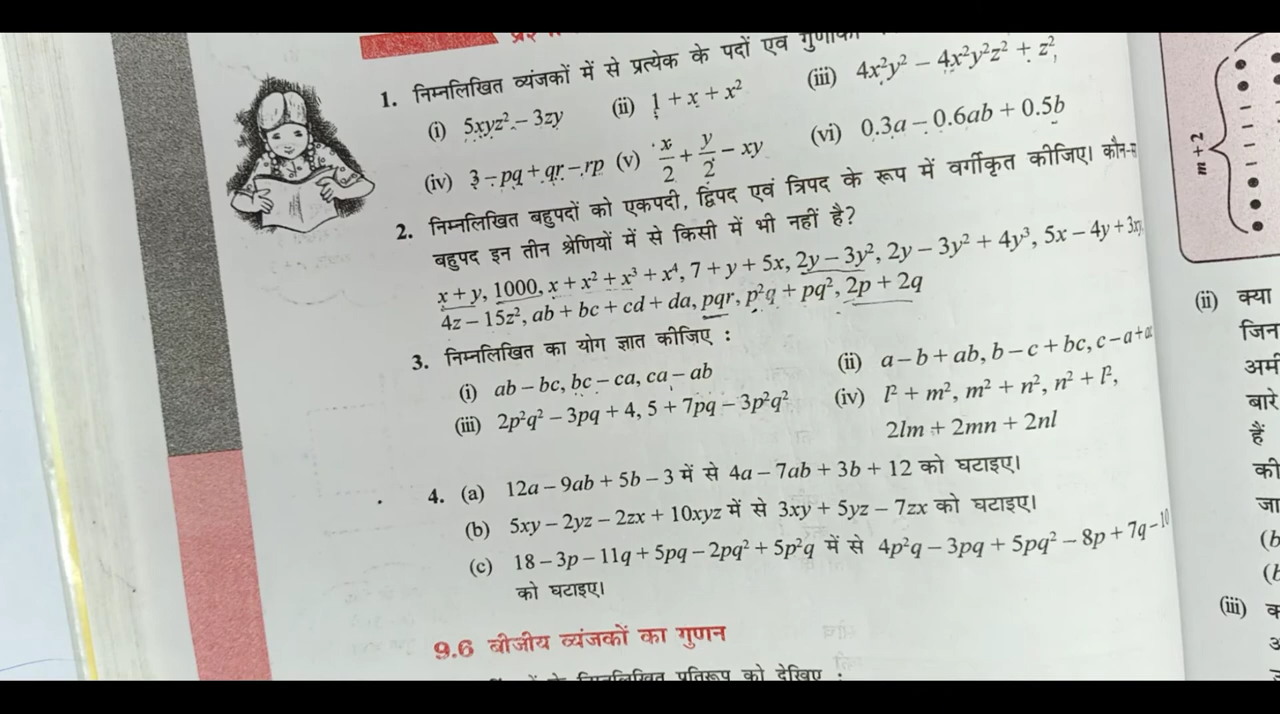 1. निम्नलिखित व्यंजकों में से प्रत्येक के पदों एवं
(i) 5xyz² – 3zy (ii) 1 + x + x² (iii) 4x²y² – 4x²y²z² + z²,
(iv) 3 – pq + qr – rp (v) x/2 + y/2 – xy (vi) 0.3a – 0.6ab + 0.5b
2. निम्नलिखित बहुपदों को एकपदी, द्विपद एवं त्रिपद के रूप में वर्गीकृत कीजिए।
बहुपद इन तीन श्रेणियों में से किसी में भी नहीं है?
x + y, 1000, x + x² + x³ + x⁴, 7 + y + 5x, 2y – 3y², 2y – 3y² + 4y³, 5x – 4y +
4z – 15z², ab + bc + cd + da, pqr, p²q + pq², 2p + 2q
3. निम्नलिखित का योग ज्ञात कीजिए :
(i) ab – bc, bc – ca, ca – ab (ii) a – b + ab, b – c + bc, c – a +
(iii) 2p²q² – 3pq + 4, 5 + 7pq – 3p²q² (iv) l² + m², m² + n², n² + l²,
2lm + 2mn + 2nl
4. (a) 12a – 9ab + 5b – 3 में से 4a – 7ab + 3b + 12 को घटाइए।
(b) 5xy – 2yz – 2zx + 10xyz में से 3xy + 5yz – 7zx को घटाइए।
(c) 18 – 3p – 11q + 5pq – 2pq² + 5p²q में से 4p²q – 3pq + 5pq² – 8p + 7q –
को घटाइए।
9.6 बीजीय व्यंजकों का गुणन
निम्नलिखित प्रतिरूप को देखिए :
m + 2
(ii) क्या
जिन
बारे
हैं
की
(iii)